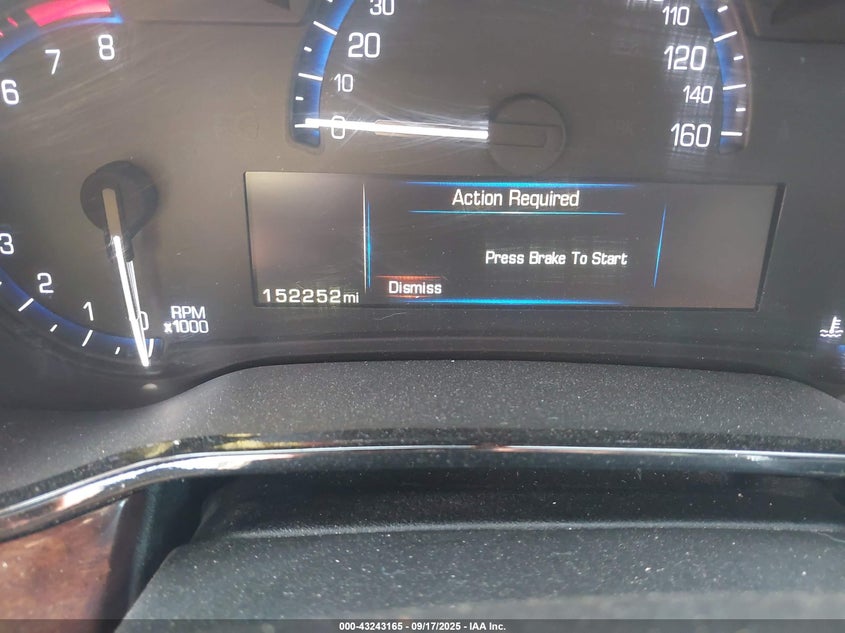 30
20
10
0
110
120
140
160
6
7
8
3
2
1
0
RPM
x1000
Action Required
Press Brake To Start
152252mi
Dismiss
000-43243165 - 09/17/2025 - IAA Inc.